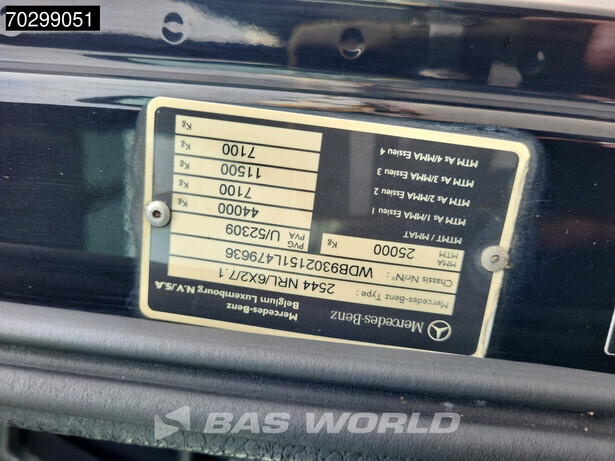 70299051
Mercedes-Benz
Mercedes-Benz
Belgium Luxembourg N.V./S.A
Mercedes-Benz Type : 2544 NRL/6X2/7.1
Chassis Nr/N° : WDB9302151L479636
MMA
MTM 25000 Kg PVG
PVA U/52309
MTMT / MMAT 44000 Kg
MTM As 1/MMA Essieu 1 7100 Kg
MTM As 2/MMA Essieu 2 11500 Kg
MTM As 3/MMA Essieu 3 7100 Kg
MTM As 4/MMA Essieu 4 Kg
BAS WORLD